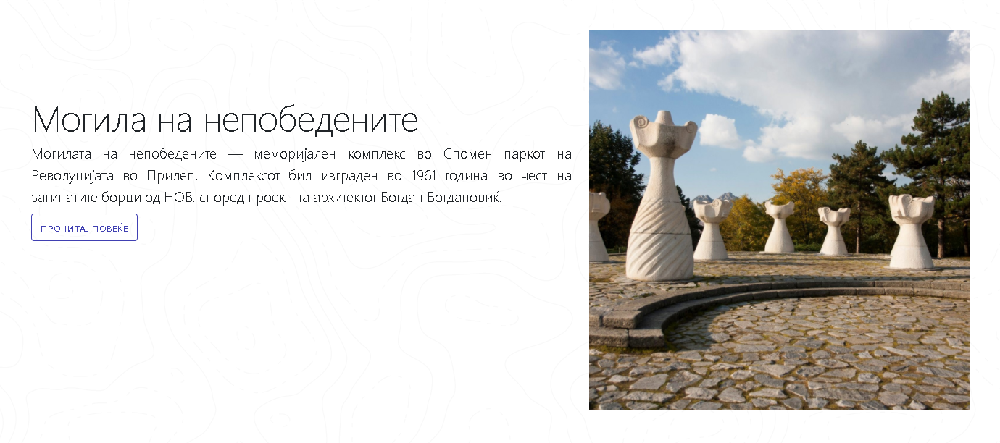 Могила на непобедените
Могилата на непобедените — меморијален комплекс во Спомен паркот на
Револуцијата во Прилеп. Комплексот бил изграден во 1961 година во чест на
загинатите борци од НОВ, според проект на архитектот Богдан Богдановиќ.
ПРОЧИТАЈ ПОВЕЌЕ